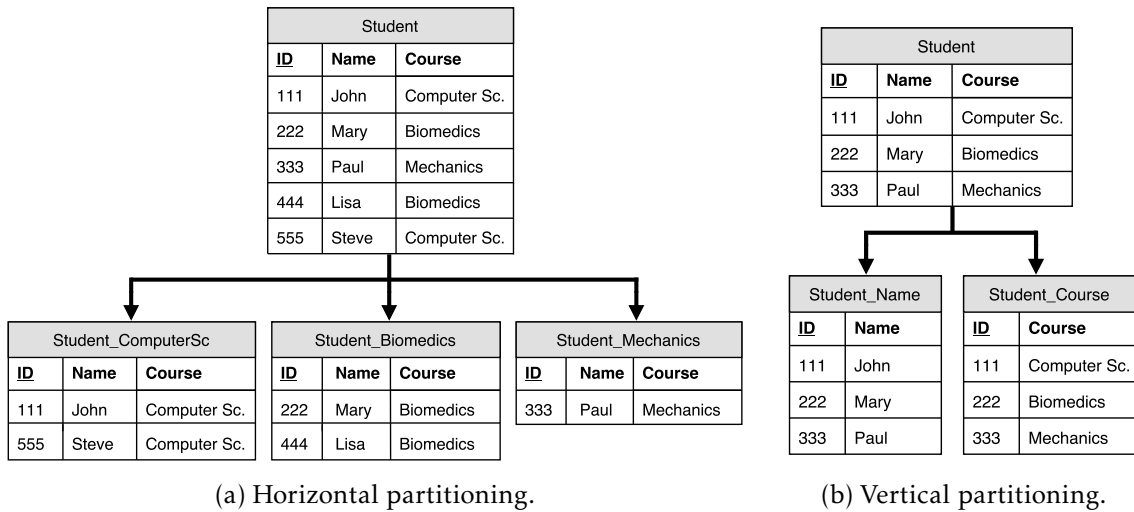 Student
ID Name Course
111 John Computer Sc.
222 Mary Biomedics
333 Paul Mechanics
444 Lisa Biomedics
555 Steve Computer Sc.
Student_ComputerSc
ID Name Course
111 John Computer Sc.
555 Steve Computer Sc.
Student_Biomedics
ID Name Course
222 Mary Biomedics
444 Lisa Biomedics
Student_Mechanics
ID Name Course
333 Paul Mechanics
(a) Horizontal partitioning.
Student
ID Name Course
111 John Computer Sc.
222 Mary Biomedics
333 Paul Mechanics
Student_Name
ID Name
111 John
222 Mary
333 Paul
Student_Course
ID Course
111 Computer Sc.
222 Biomedics
333 Mechanics
(b) Vertical partitioning.